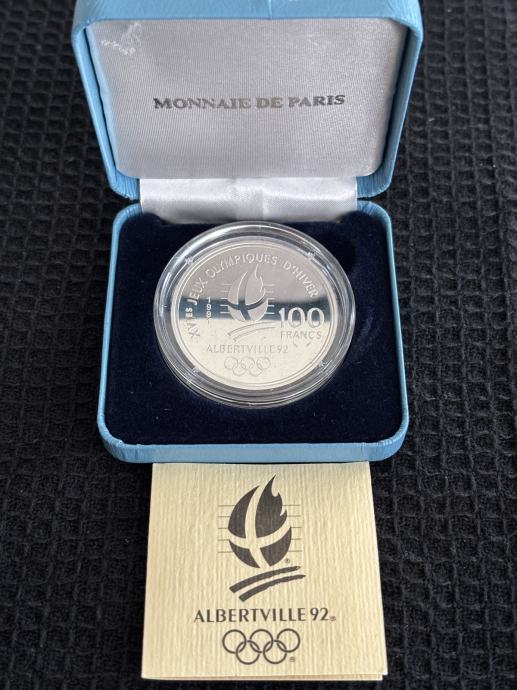 MONNAIE DE PARIS
XVIES JEUX OLYMPIQUES D'HIVER
100
FRANCS
ALBERTVILLE 92
ALBERTVILLE 92®